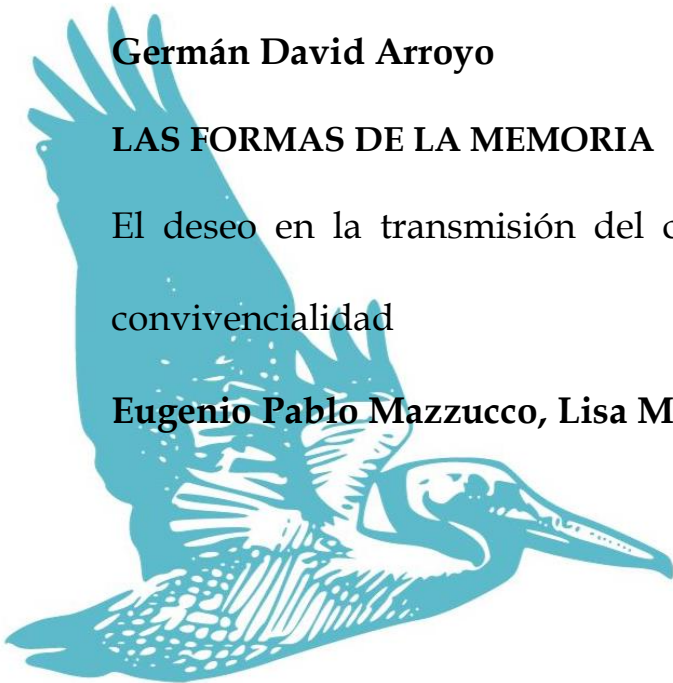 Germán David Arroyo
LAS FORMAS DE LA MEMORIA
El deseo en la transmisión del
convivencialidad
Eugenio Pablo Mazzucco, Lisa